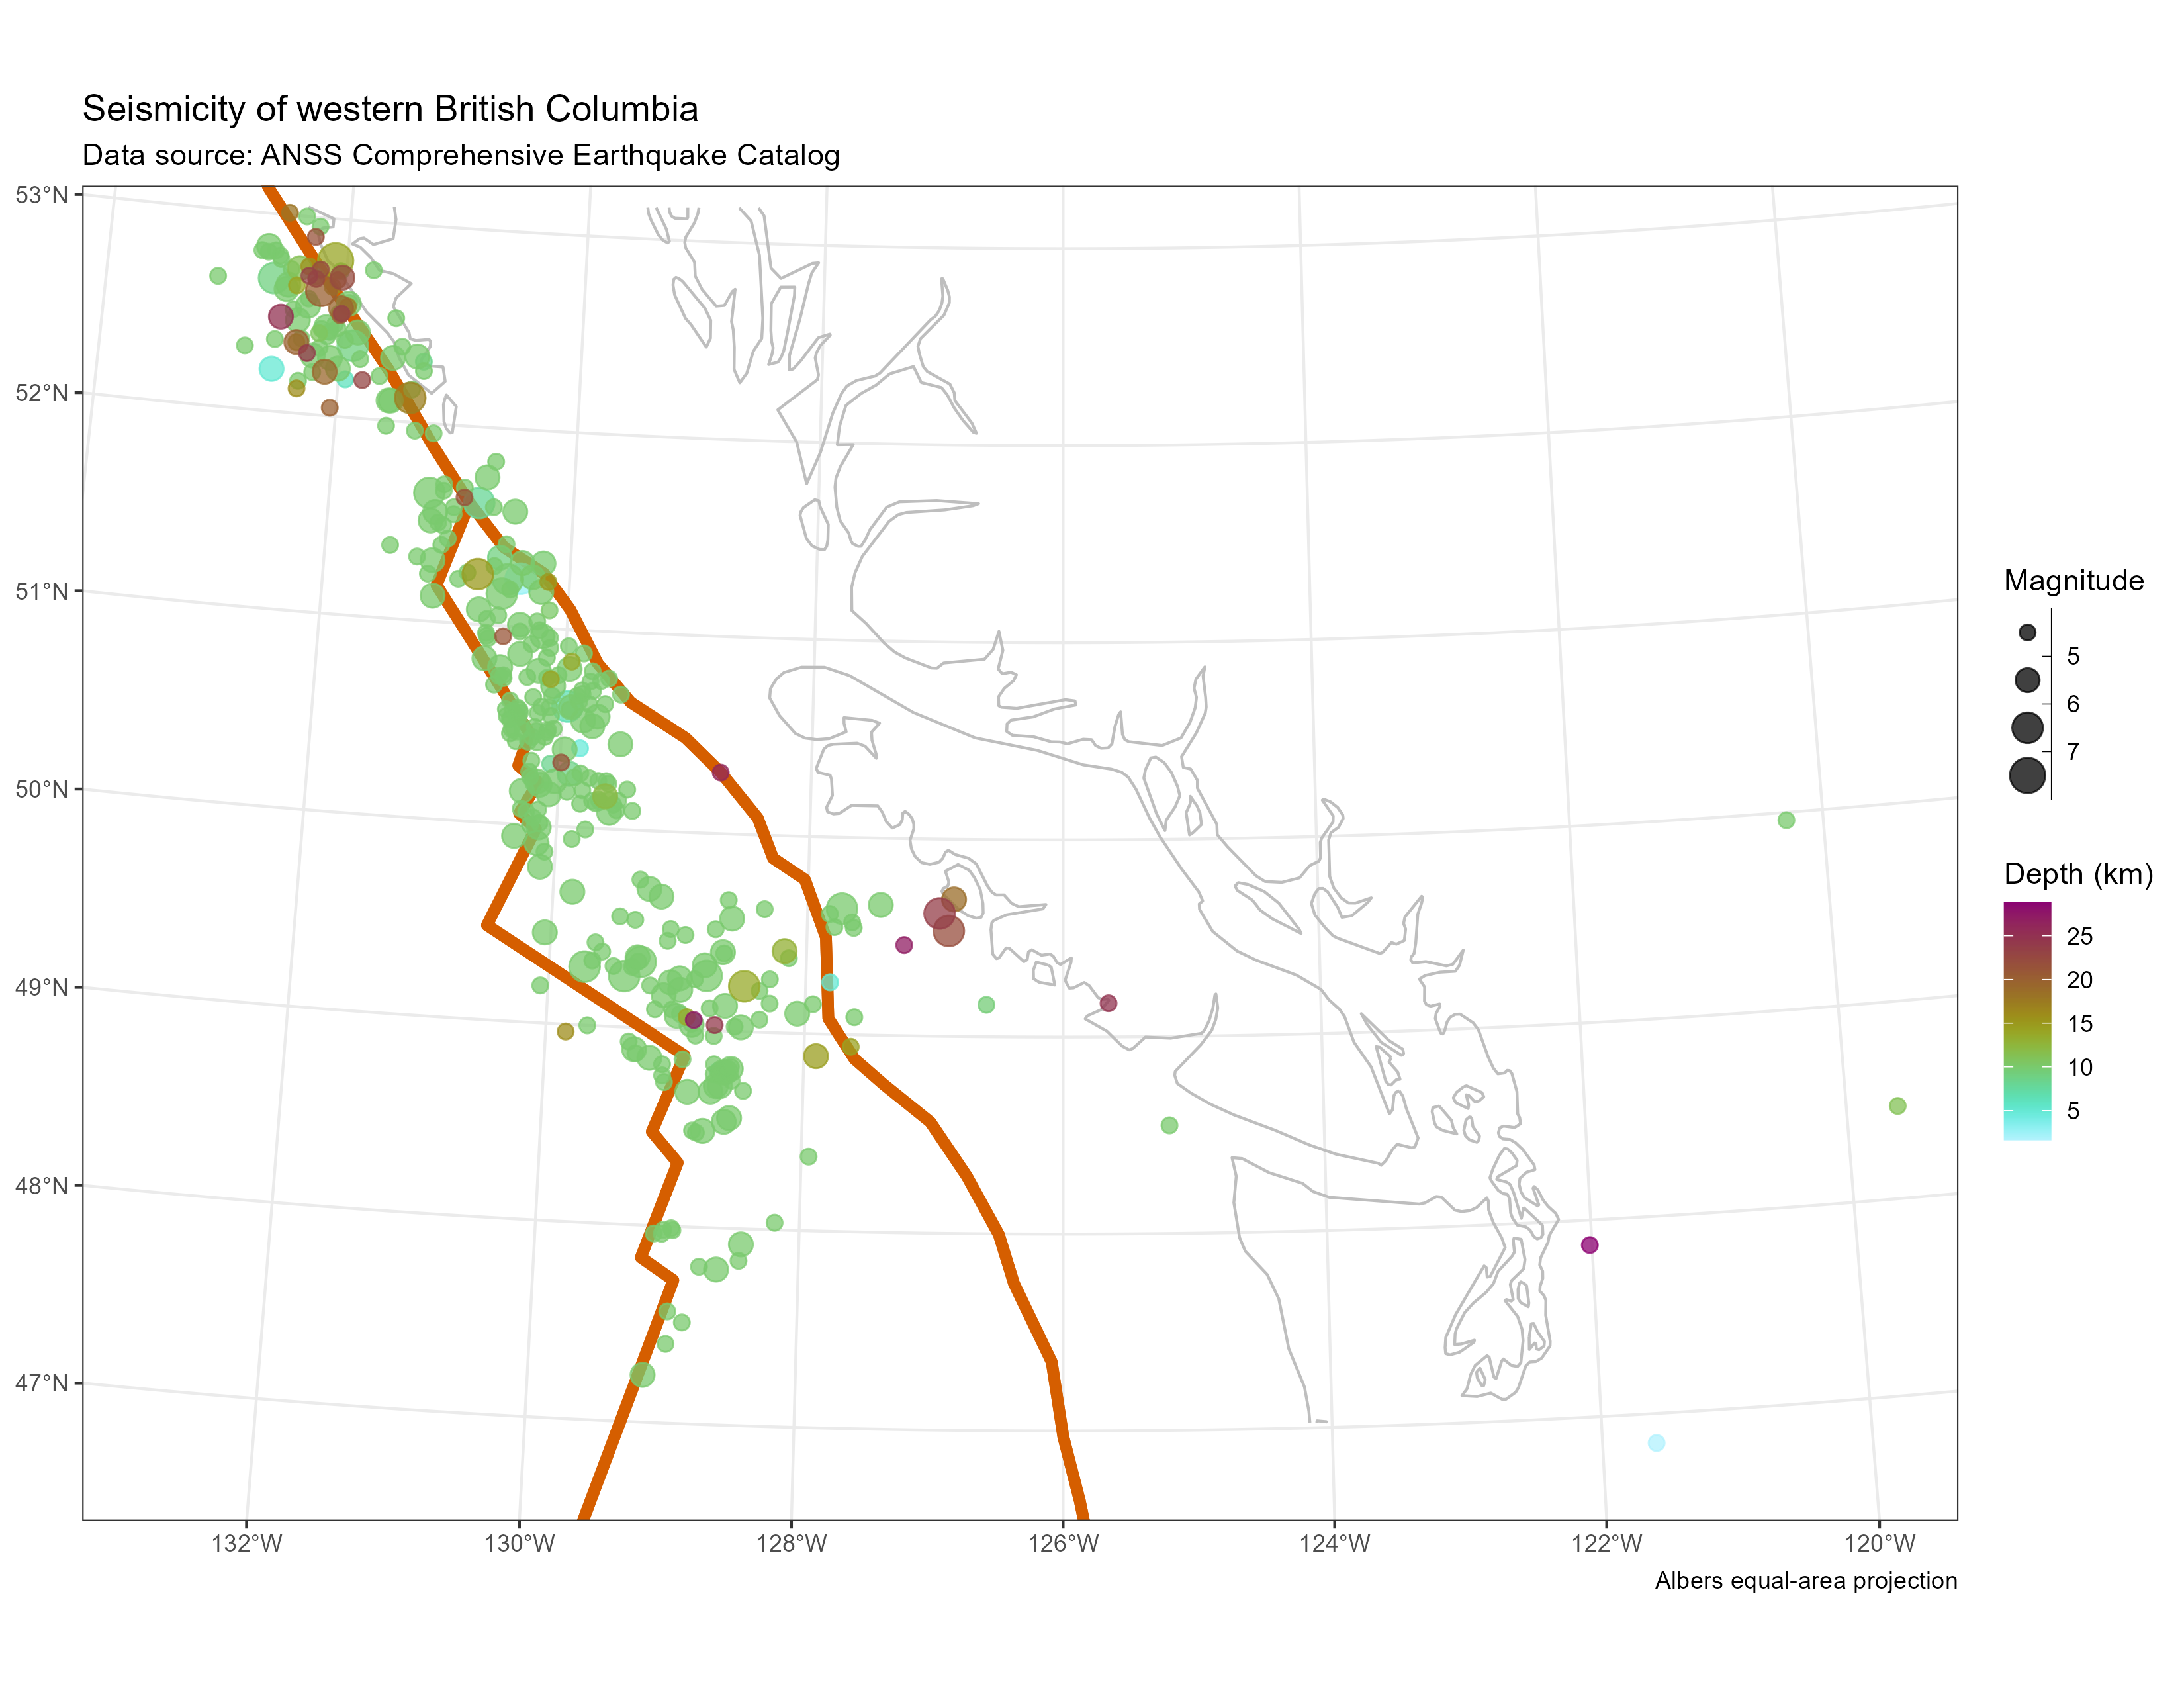 Seismicity of western British Columbia
Data source: ANSS Comprehensive Earthquake Catalog
53°N
52°N
51°N
50°N
49°N
48°N
47°N
132°W
130°W
128°W
126°W
124°W
122°W
120°W
Albers equal-area projection
Magnitude
5
6
7
Depth (km)
25
20
15
10
5